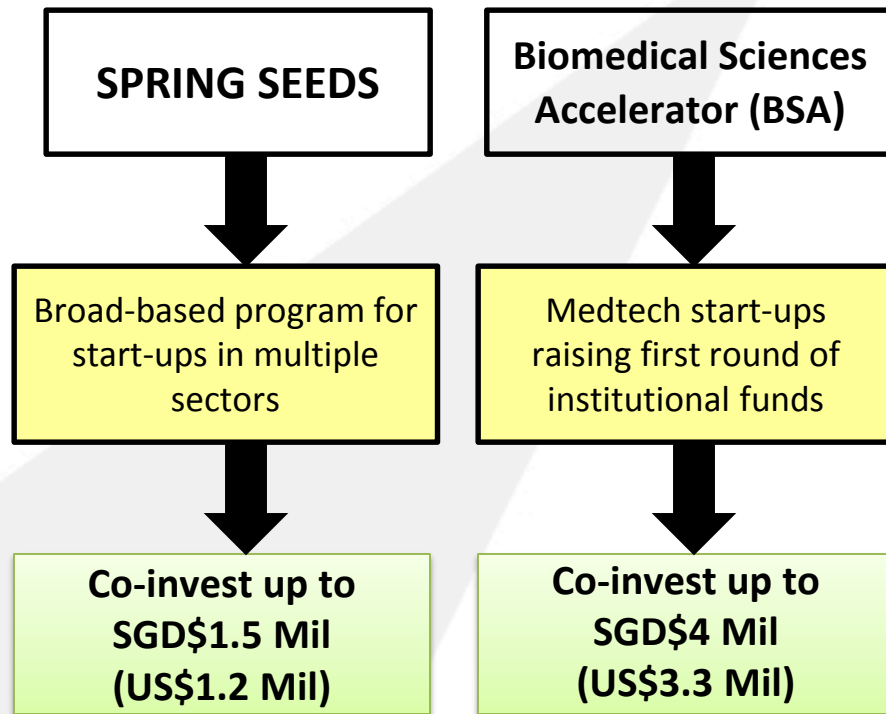 SPRING SEEDS
Broad-based program for
start-ups in multiple
sectors
Co-invest up to
SGD$1.5 Mil
(US$1.2 Mil)
Biomedical Sciences
Accelerator (BSA)
Medtech start-ups
raising first round of
institutional funds
Co-invest up to
SGD$4 Mil
(US$3.3 Mil)